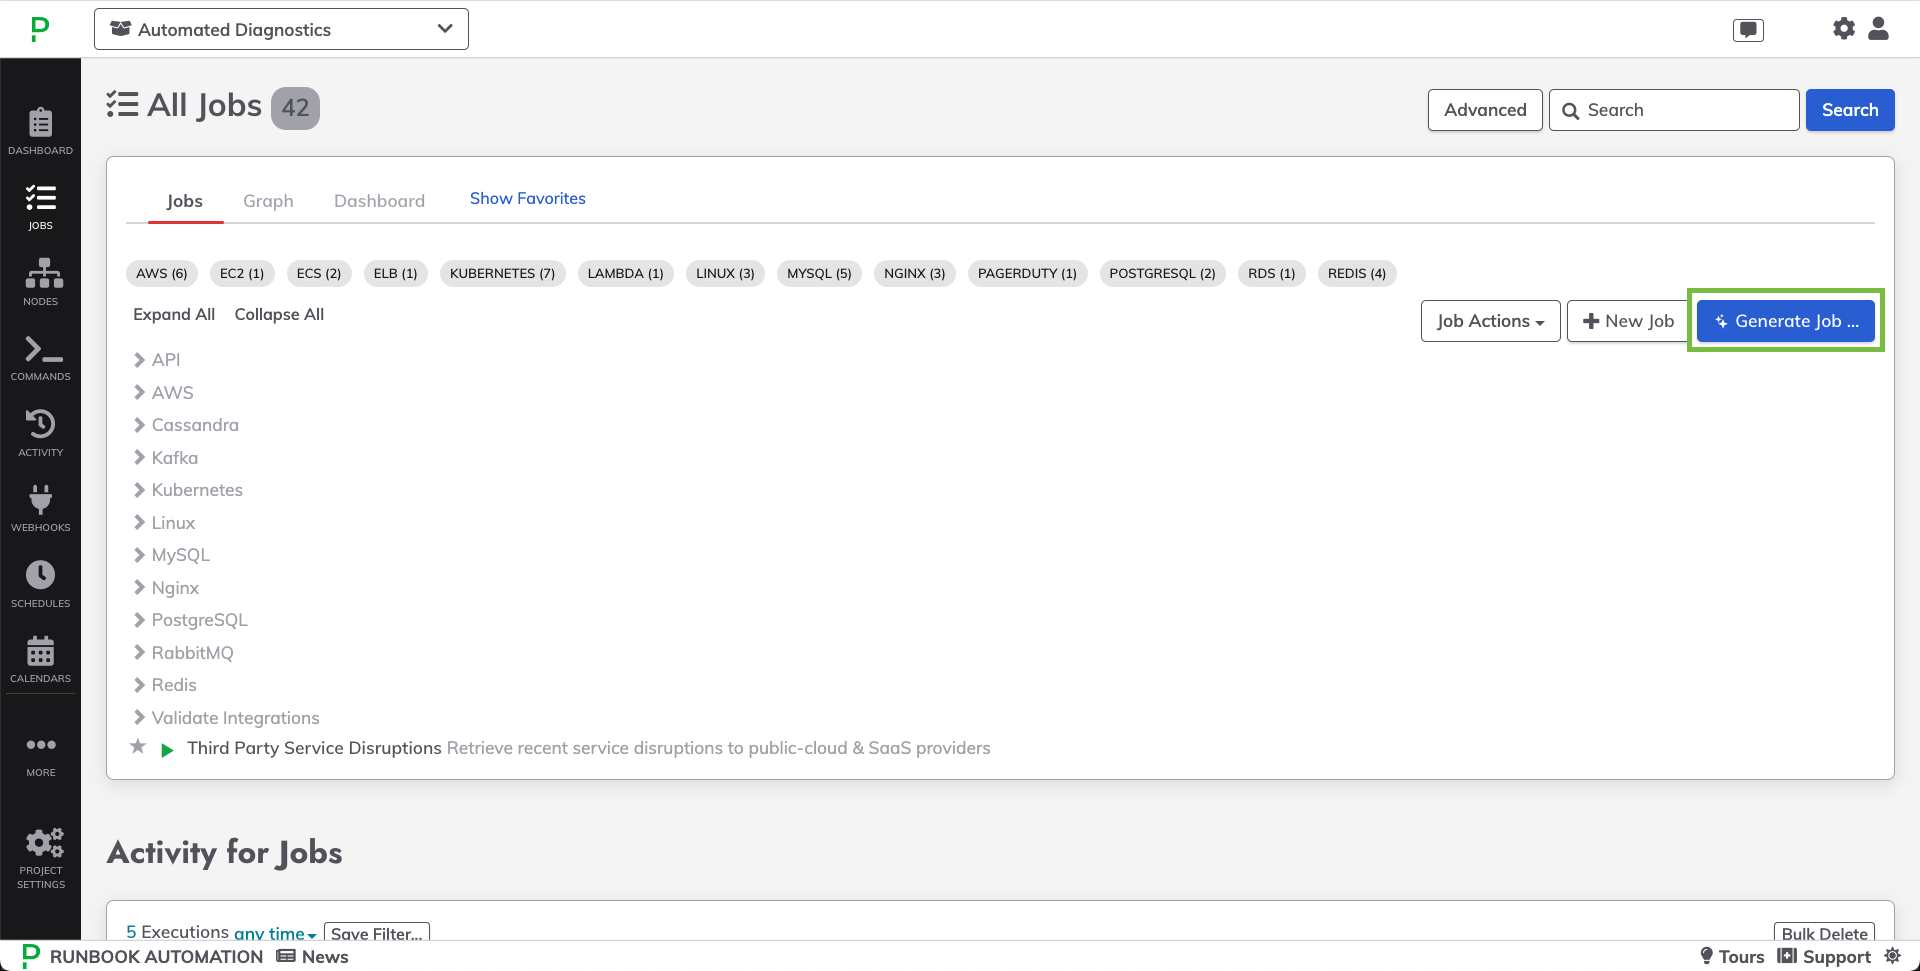 Automated Diagnostics
DASHBOARD
JOBS
NODES
COMMANDS
ACTIVITY
WEBHOOKS
SCHEDULES
CALENDARS
MORE
PROJECT
SETTINGS
All Jobs 42
Advanced Search Search
Jobs Graph Dashboard Show Favorites
AWS (6) EC2 (1) ECS (2) ELB (1) KUBERNETES (7) LAMBDA (1) LINUX (3) MYSQL (5) NGINX (3) PAGERDUTY (1) POSTGRESQL (2) RDS (1) REDIS (4)
Expand All Collapse All
Job Actions New Job Generate Job ...
API
AWS
Cassandra
Kafka
Kubernetes
Linux
MySQL
Nginx
PostgreSQL
RabbitMQ
Redis
Validate Integrations
Third Party Service Disruptions Retrieve recent service disruptions to public-cloud & SaaS providers
Activity for Jobs
5 Executions any time Save Filter... Bulk Delete
RUNBOOK AUTOMATION News Tours Support